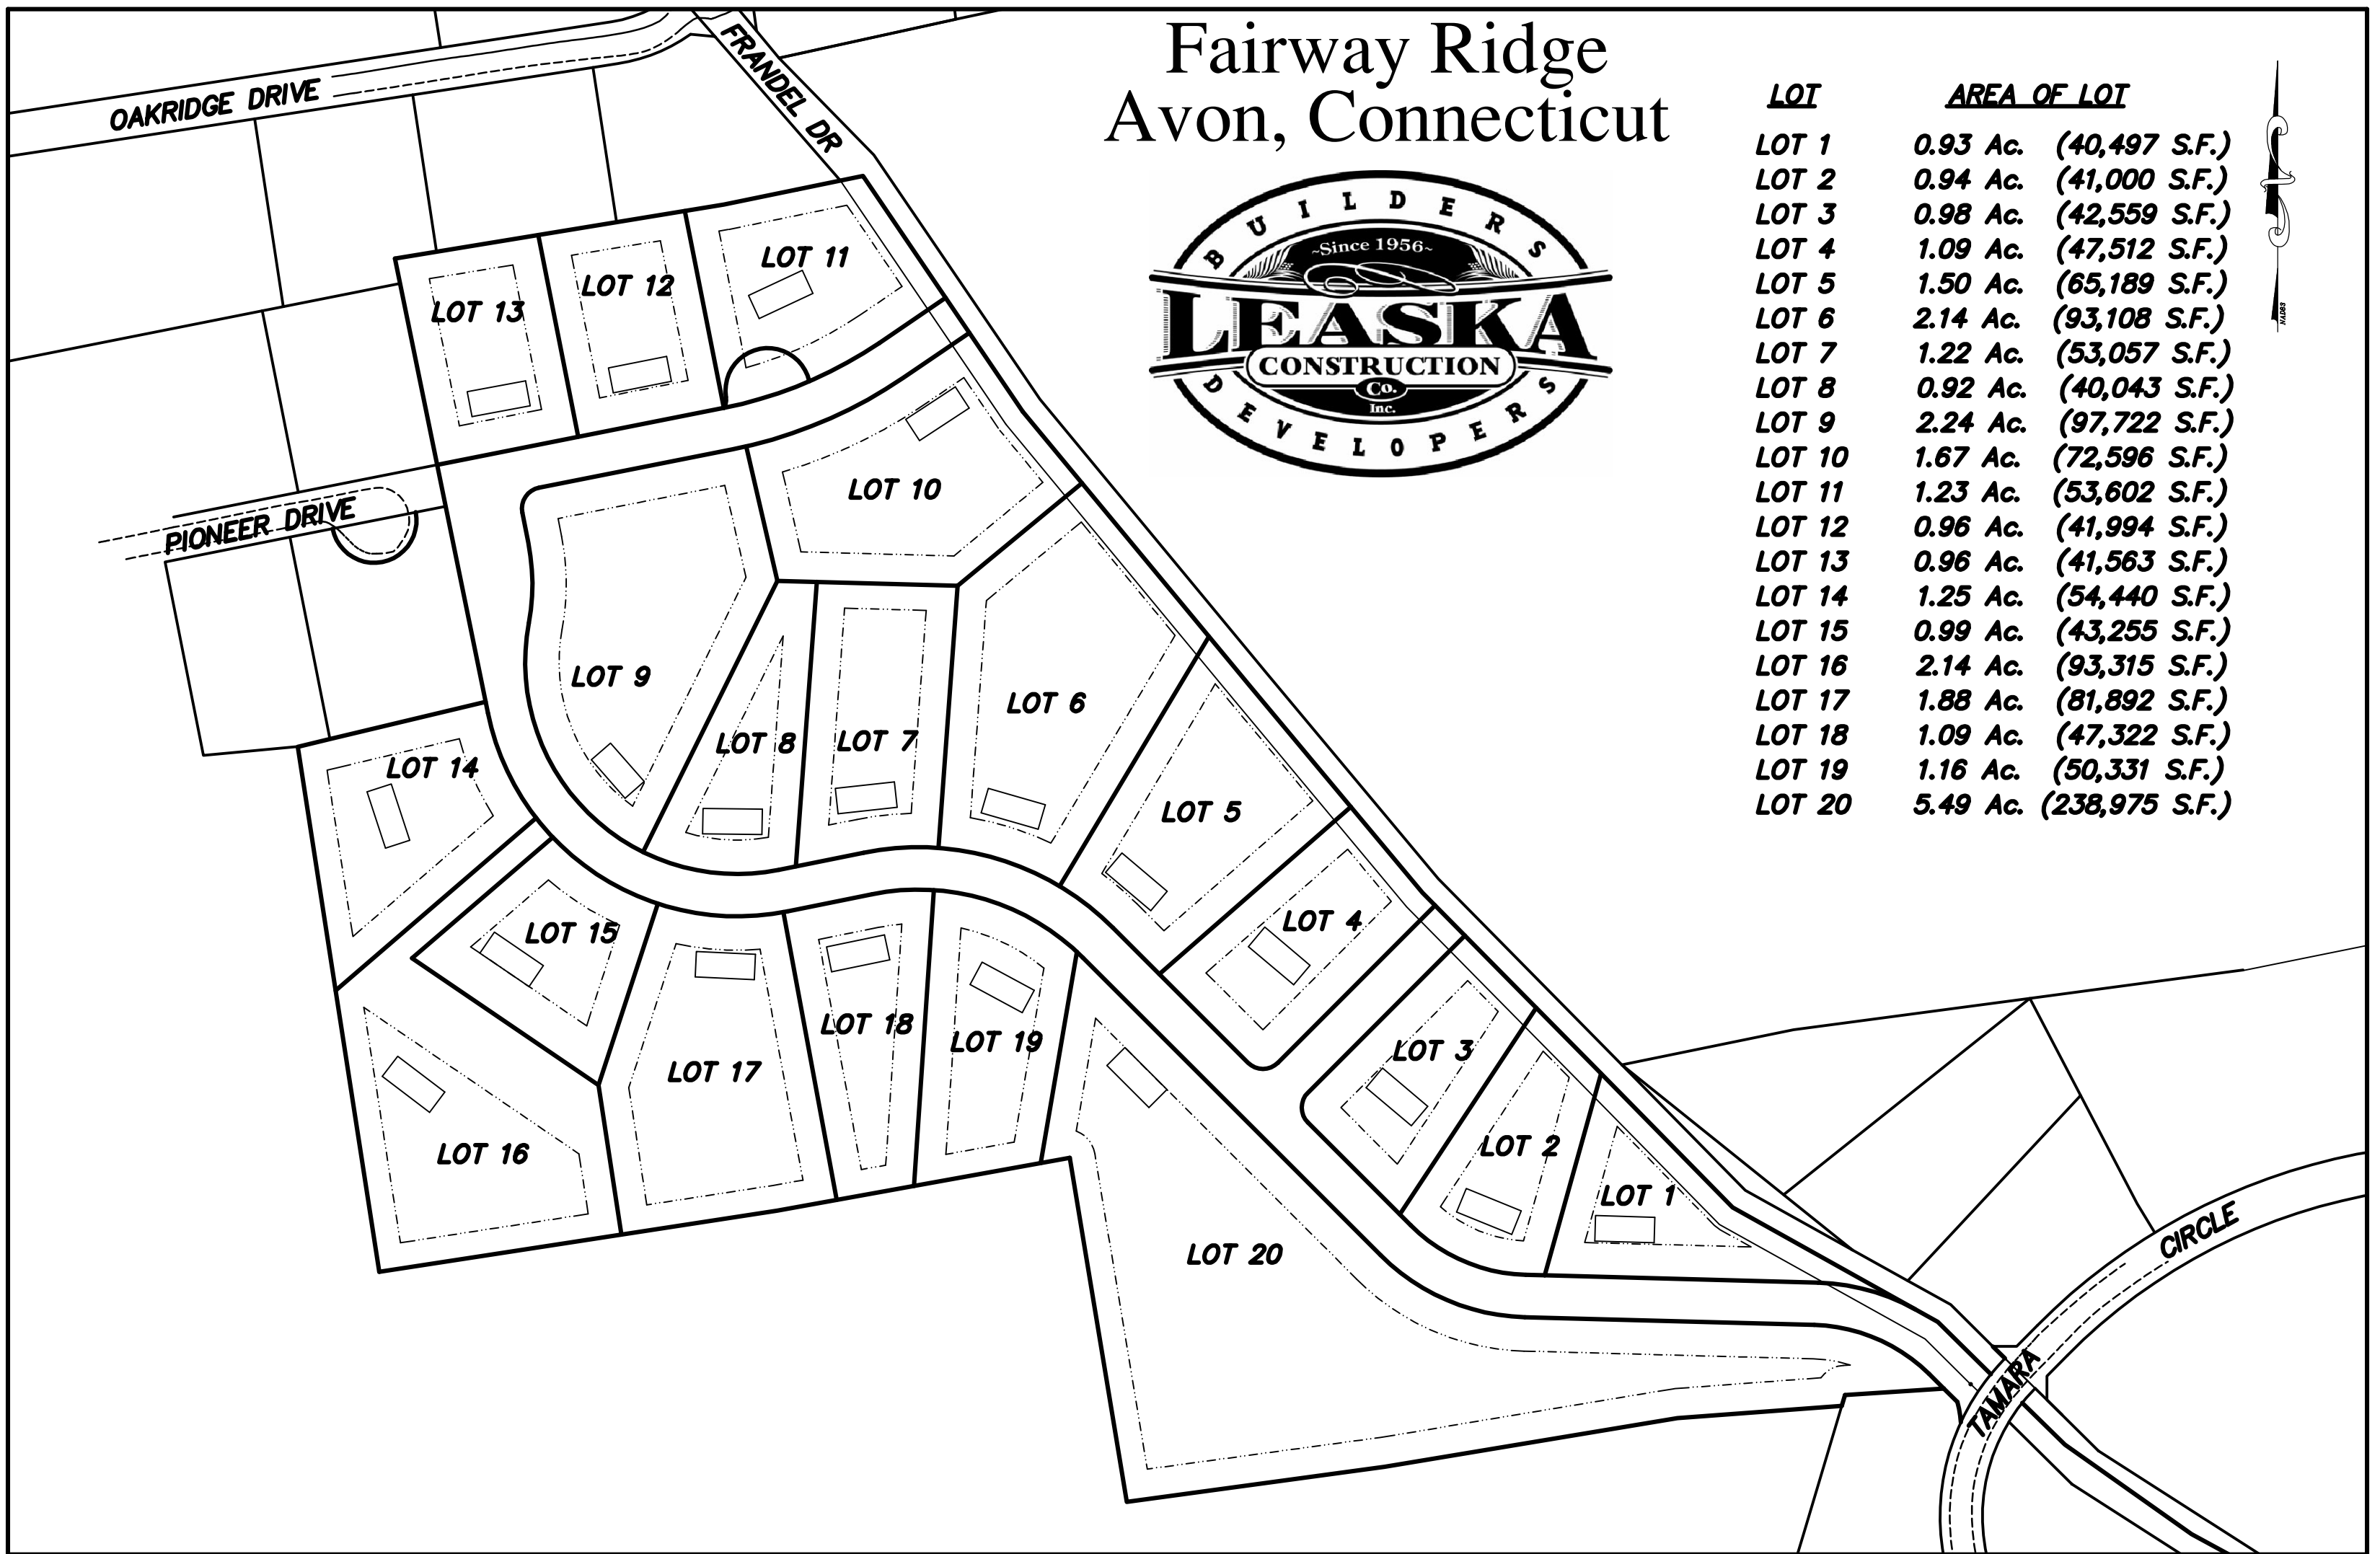 Fairway Ridge
Avon, Connecticut
BUILDERS
~Since 1956~
LEASKA
CONSTRUCTION
Co.
Inc.
DEVELOPERS
LOT AREA OF LOT
LOT 1 0.93 Ac. (40,497 S.F.)
LOT 2 0.94 Ac. (41,000 S.F.)
LOT 3 0.98 Ac. (42,559 S.F.)
LOT 4 1.09 Ac. (47,512 S.F.)
LOT 5 1.50 Ac. (65,189 S.F.)
LOT 6 2.14 Ac. (93,108 S.F.)
LOT 7 1.22 Ac. (53,057 S.F.)
LOT 8 0.92 Ac. (40,043 S.F.)
LOT 9 2.24 Ac. (97,722 S.F.)
LOT 10 1.67 Ac. (72,596 S.F.)
LOT 11 1.23 Ac. (53,602 S.F.)
LOT 12 0.96 Ac. (41,994 S.F.)
LOT 13 0.96 Ac. (41,563 S.F.)
LOT 14 1.25 Ac. (54,440 S.F.)
LOT 15 0.99 Ac. (43,255 S.F.)
LOT 16 2.14 Ac. (93,315 S.F.)
LOT 17 1.88 Ac. (81,892 S.F.)
LOT 18 1.09 Ac. (47,322 S.F.)
LOT 19 1.16 Ac. (50,331 S.F.)
LOT 20 5.49 Ac. (238,975 S.F.)
NAD83
OAKRIDGE DRIVE
FRANDEL DR
LOT 11
LOT 12
LOT 13
LOT 10
PIONEER DRIVE
LOT 9
LOT 6
LOT 8
LOT 7
LOT 14
LOT 5
LOT 4
LOT 15
LOT 18
LOT 19
LOT 3
LOT 17
LOT 16
LOT 2
LOT 1
LOT 20
TAMARA
CIRCLE